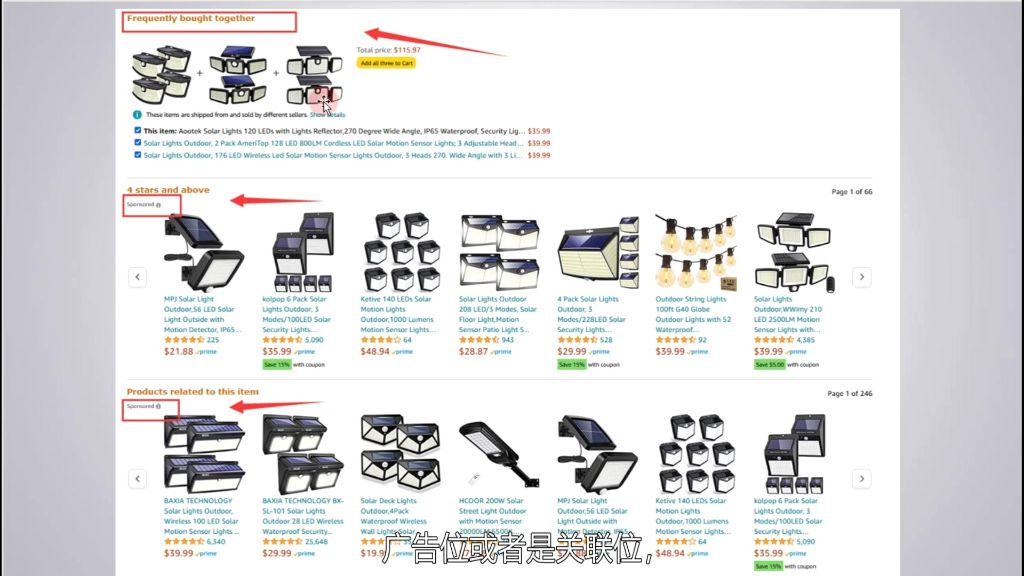 Frequently bought together
Total price: $115.97
Add all three to Cart
These items are shipped from and sold by different sellers. Show details
This item: Aootek Solar Lights 120 LEDs with Lights Reflector,270 Degree Wide Angle, IP65 Waterproof, Security Lig... $35.99
Solar Lights Outdoor, 2 Pack AmeriTop 128 LED 800LM Cordless LED Solar Motion Sensor Lights; 3 Adjustable Head... $39.99
Solar Lights Outdoor, 176 LED Wireless Led Solar Motion Sensor Lights Outdoor, 3 Heads 270. Wide Angle with 3 Li... $39.99
4 stars and above
Page 1 of 66
Sponsored
MPJ Solar Light
Outdoor,56 LED Solar
Light Outside with
Motion Detector, IP65...
225
$21.88 prime
kolpop 6 Pack Solar
Lights Outdoor, 3
Modes/100LED Solar
Security Lights...
5,090
$35.99 prime
Save 15% with coupon
Ketive 140 LEDs Solar
Motion Lights
Outdoor,1000 Lumens
Motion Sensor Lights...
64
$48.94 prime
Solar Lights Outdoor
208 LED/3 Modes, Solar
Floor Light,Motion
Sensor Patio Light S...
943
$28.87 prime
4 Pack Solar Lights
Outdoor, 3
Modes/228LED Solar
Security Lights...
528
$29.99 prime
Save 15% with coupon
Outdoor String Lights
100ft G40 Globe
Outdoor Lights with 52
Waterproof...
92
$39.99 prime
Solar Lights
Outdoor,WWimy 210
LED 2500LM Motion
Sensor Lights with...
4,385
$39.99 prime
Save $5.00 with coupon
Products related to this item
Page 1 of 246
Sponsored
BAXIA TECHNOLOGY
Solar Lights Outdoor,
Wireless 100 LED Solar
Motion Sensor Lights ...
6,340
$39.99 prime
BAXIA TECHNOLOGY BX-
SL-101 Solar Lights
Outdoor 28 LED Wireless
Waterproof Security...
25,648
$29.99 prime
Solar Deck Lights
Outdoor,4Pack
Waterproof Wireless
Wall Lights Solar
$19.9
HCDOR 200W Solar
Street Light Outdoor
with Motion Sensor
MPJ Solar Light
Outdoor,56 LED Solar
Light Outside with
Motion Detector, IP65...
Ketive 140 LEDs Solar
Motion Lights
Outdoor,1000 Lumens
Motion Sensor Lights...
64
$48.94 prime
kolpop 6 Pack Solar
Lights Outdoor, 3
Modes/100LED Solar
Security Lights...
5,090
$35.99 prime
Save 15% with coupon
广告位或者是关联位,